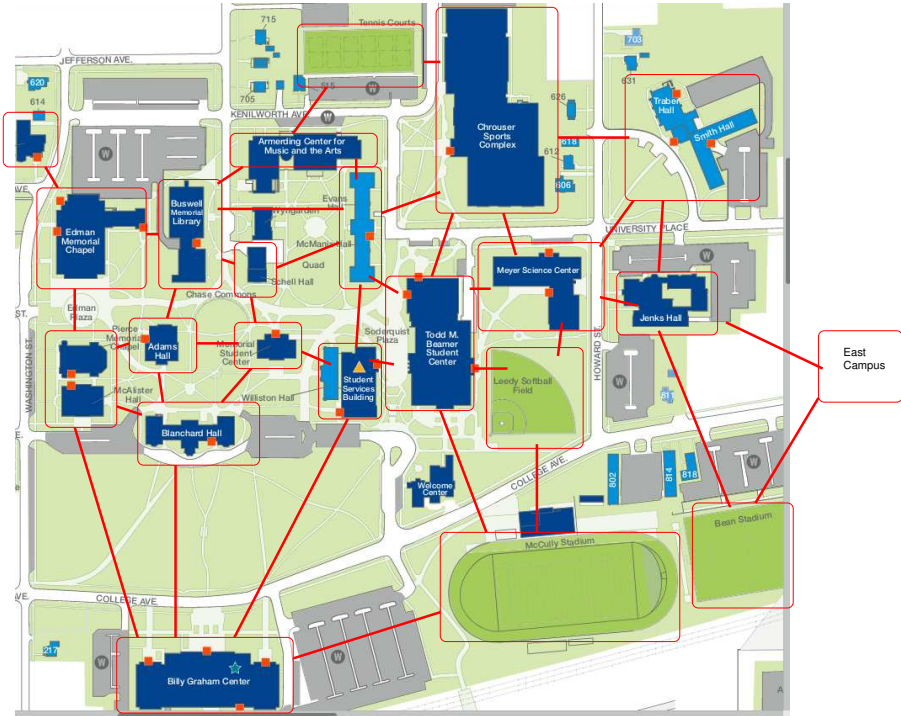 715
Tennis Courts
703
JEFFERSON AVE.
631
620
705
614
W
626
Trabert
Hall
KENILWORTH AVE.
W
Smith Hall
Armerding Center for
Music and the Arts
Chrouser
Sports
Complex
618
W
612
W
AVE.
606
Buswell
Memorial
Library
Evans
Wyngarden
Edman
Memorial
Chapel
UNIVERSITY PLACE
McManis Hall
Quad
W
Meyer Science Center
Schell Hall
Chase Commons
Edman
Plaza
ST.
Jenks Hall
Pierce
Memorial
Chapel
Soderquist
Plaza
Todd M.
Beamer
Student
Center
Adams
Hall
Memorial
Student
Center
HOWARD ST.
WASHINGTON ST.
East
Campus
Leedy Softball
Field
Student
Services
Building
McAlister
Hall
Williston Hall
811
W
Blanchard Hall
W
W
802
814
818
W
COLLEGE AVE.
Welcome
Center
Bean Stadium
McCully Stadium
AVE.
COLLEGE AVE.
217
W
W
Billy Graham Center
A